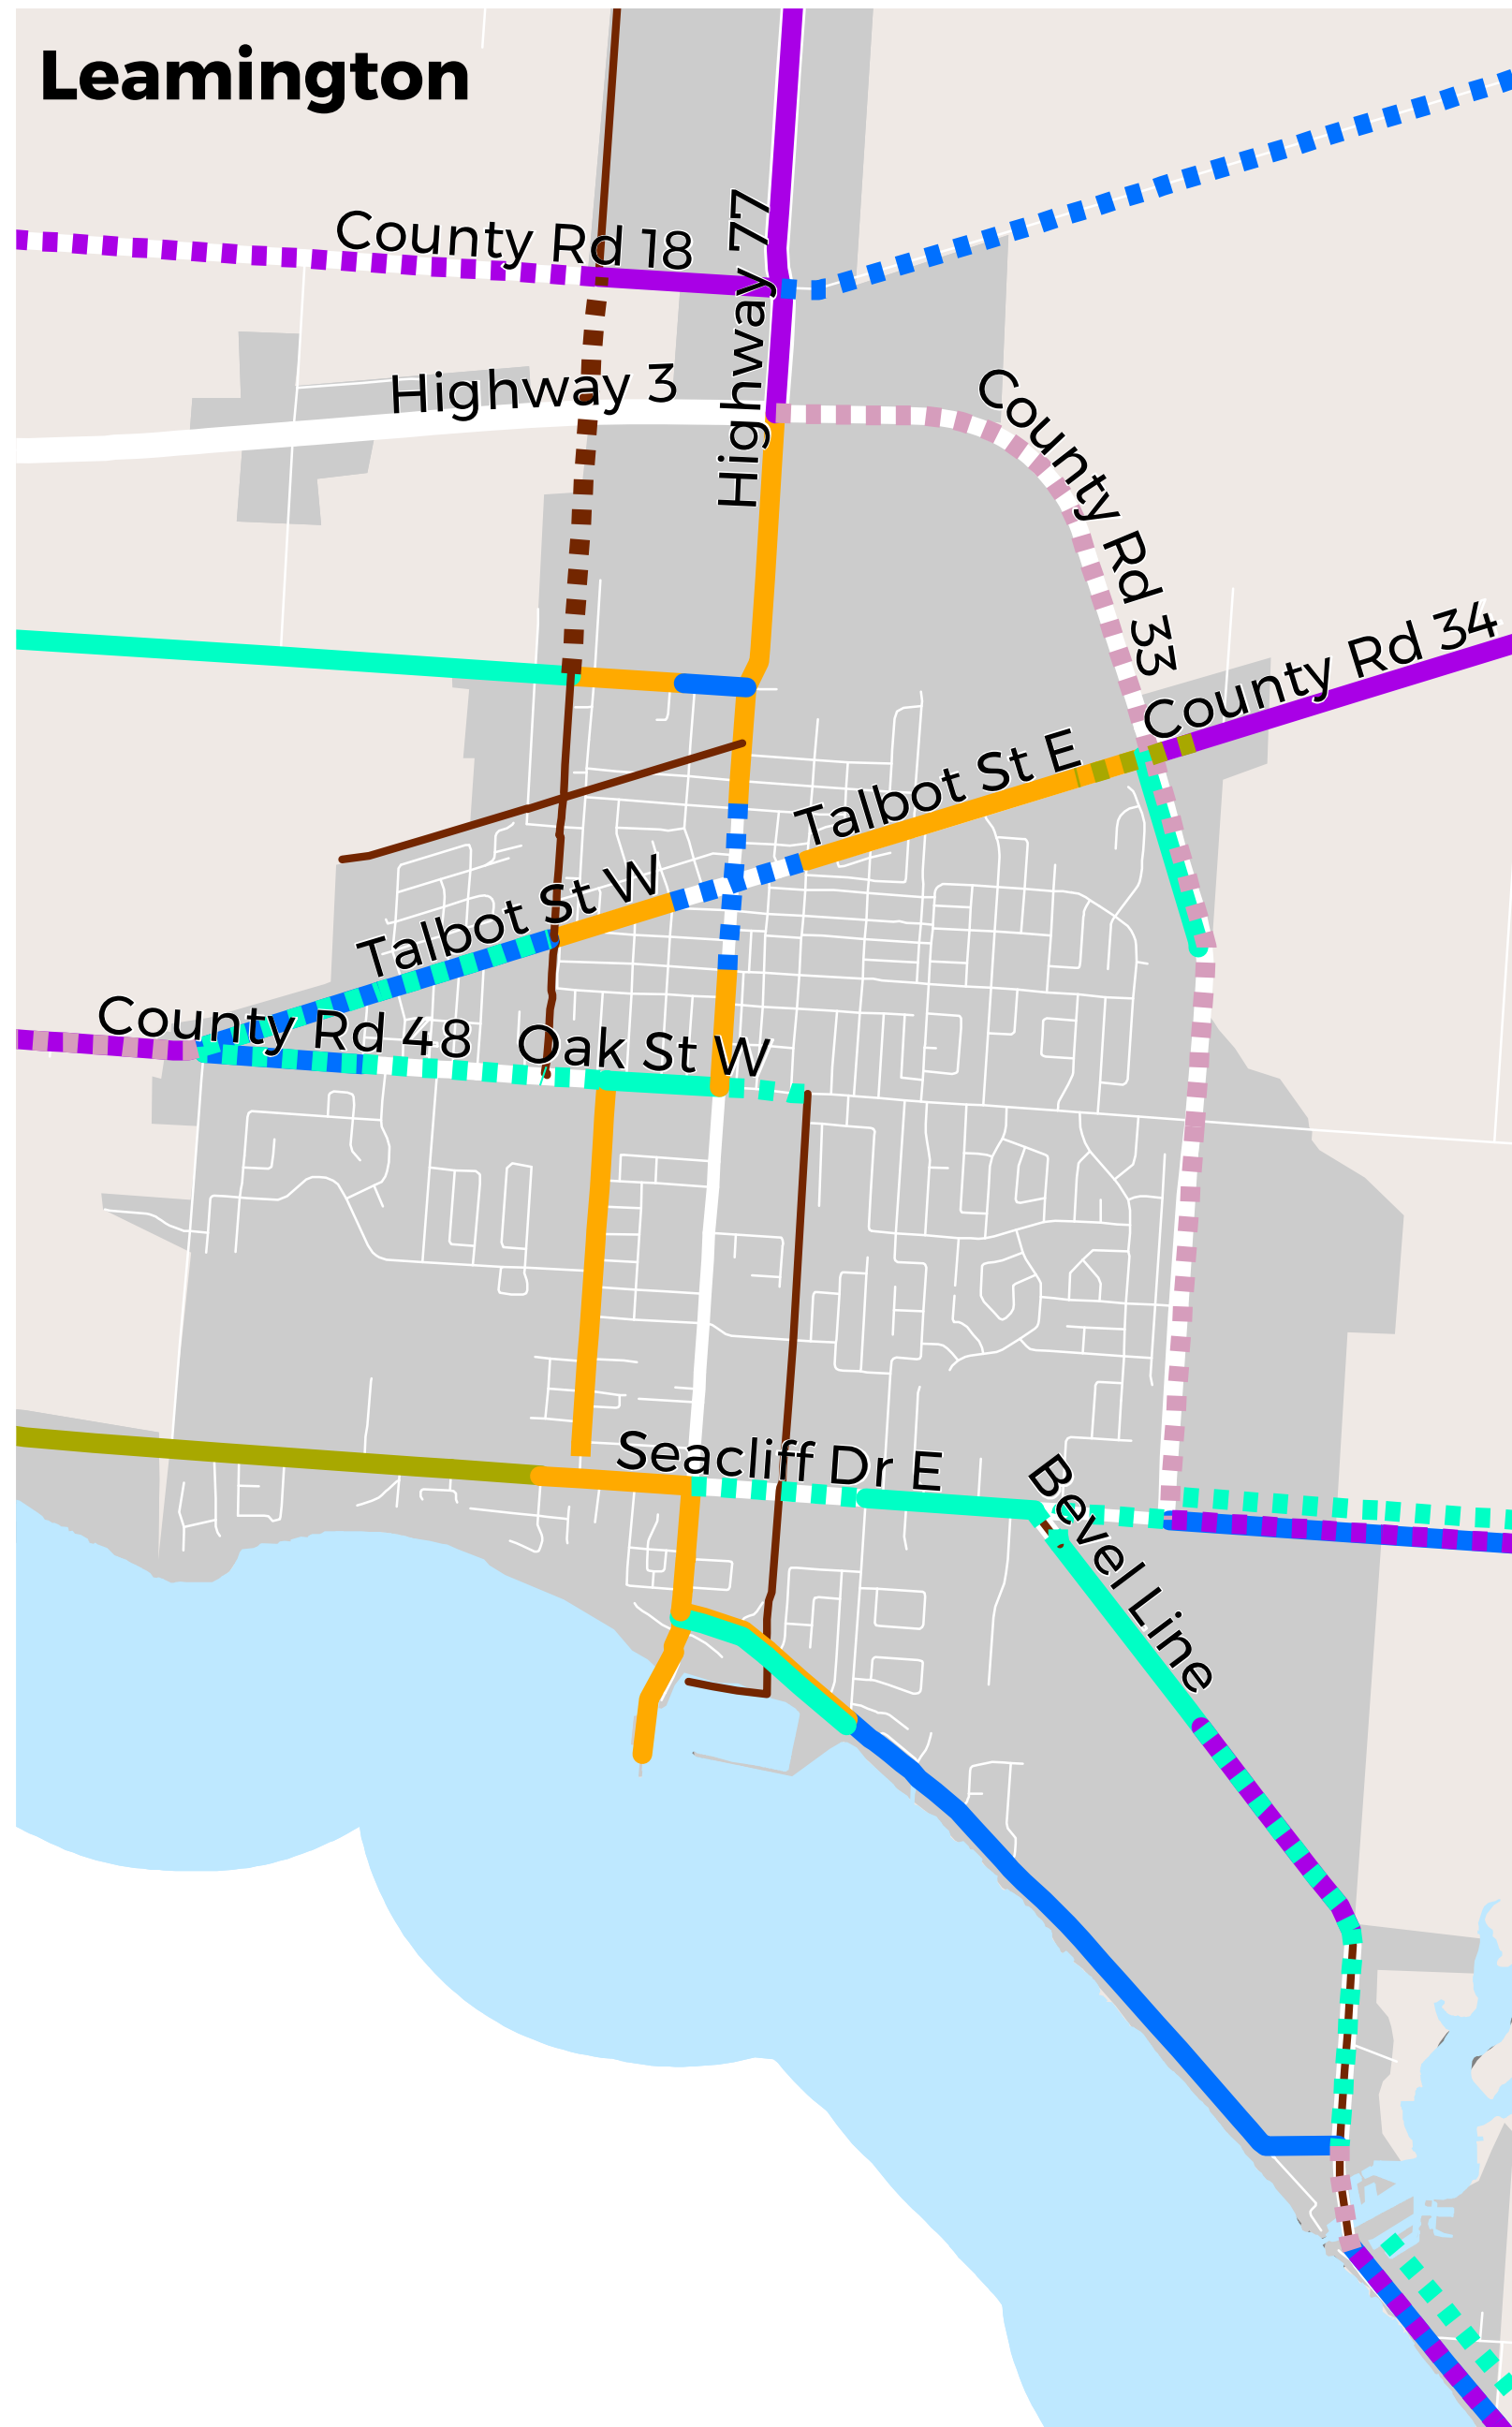 Leamington
County Rd 18
Highway 77
Highway 3
County Rd 33
County Rd 34
Talbot St E
Talbot St W
County Rd 48
Oak St W
Seacliff Dr E
Bevel Line